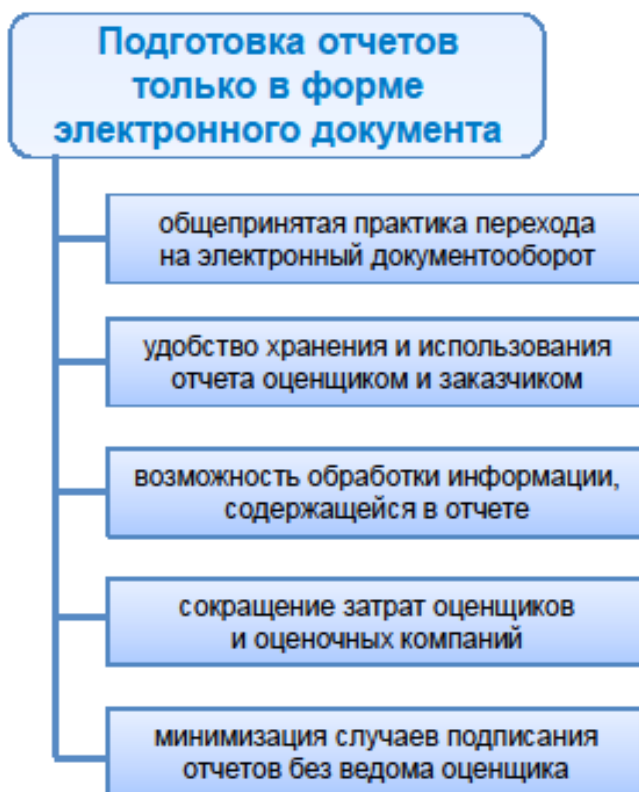 Подготовка отчетов
только в форме
электронного документа
общепринятая практика перехода
на электронный документооборот
удобство хранения и использования
отчета оценщиком и заказчиком
возможность обработки информации,
содержащейся в отчете
сокращение затрат оценщиков
и оценочных компаний
минимизация случаев подписания
отчетов без ведома оценщика